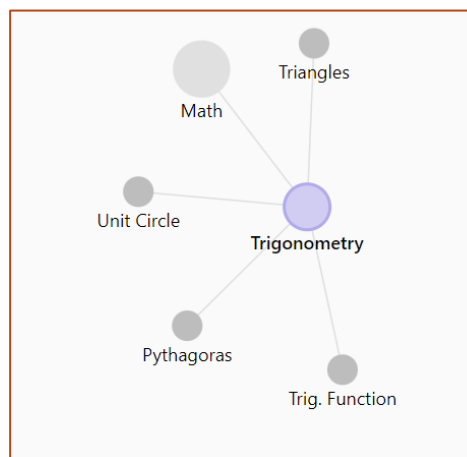 Triangles
Math
Unit Circle
Trigonometry
Pythagoras
Trig. Function